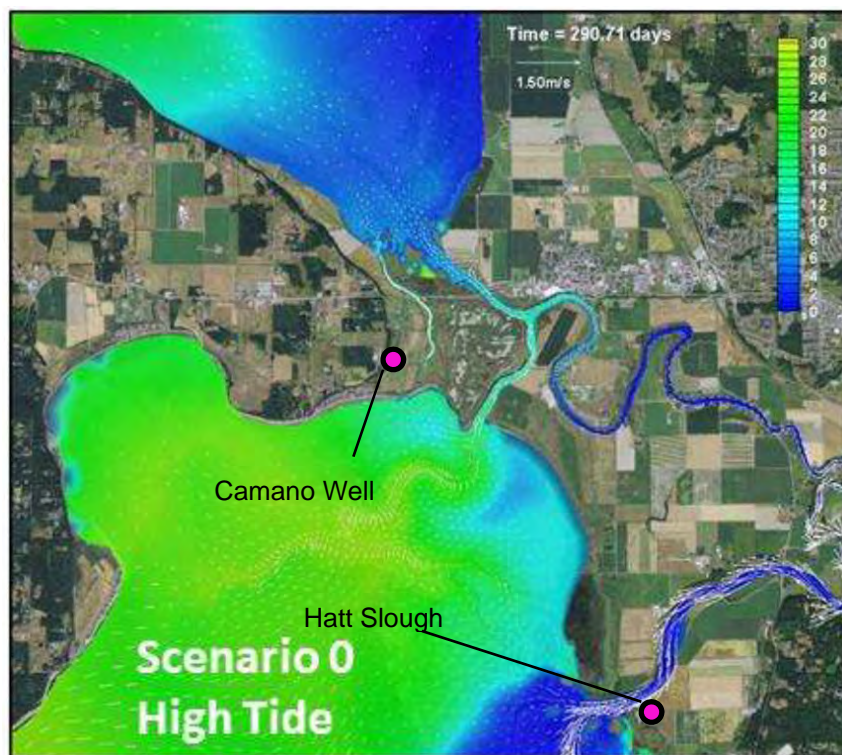 Time = 290.71 days
1.50m/s
30
28
26
24
22
20
18
16
14
12
10
8
6
4
2
0
Camano Well
Hatt Slough
Scenario 0
High Tide